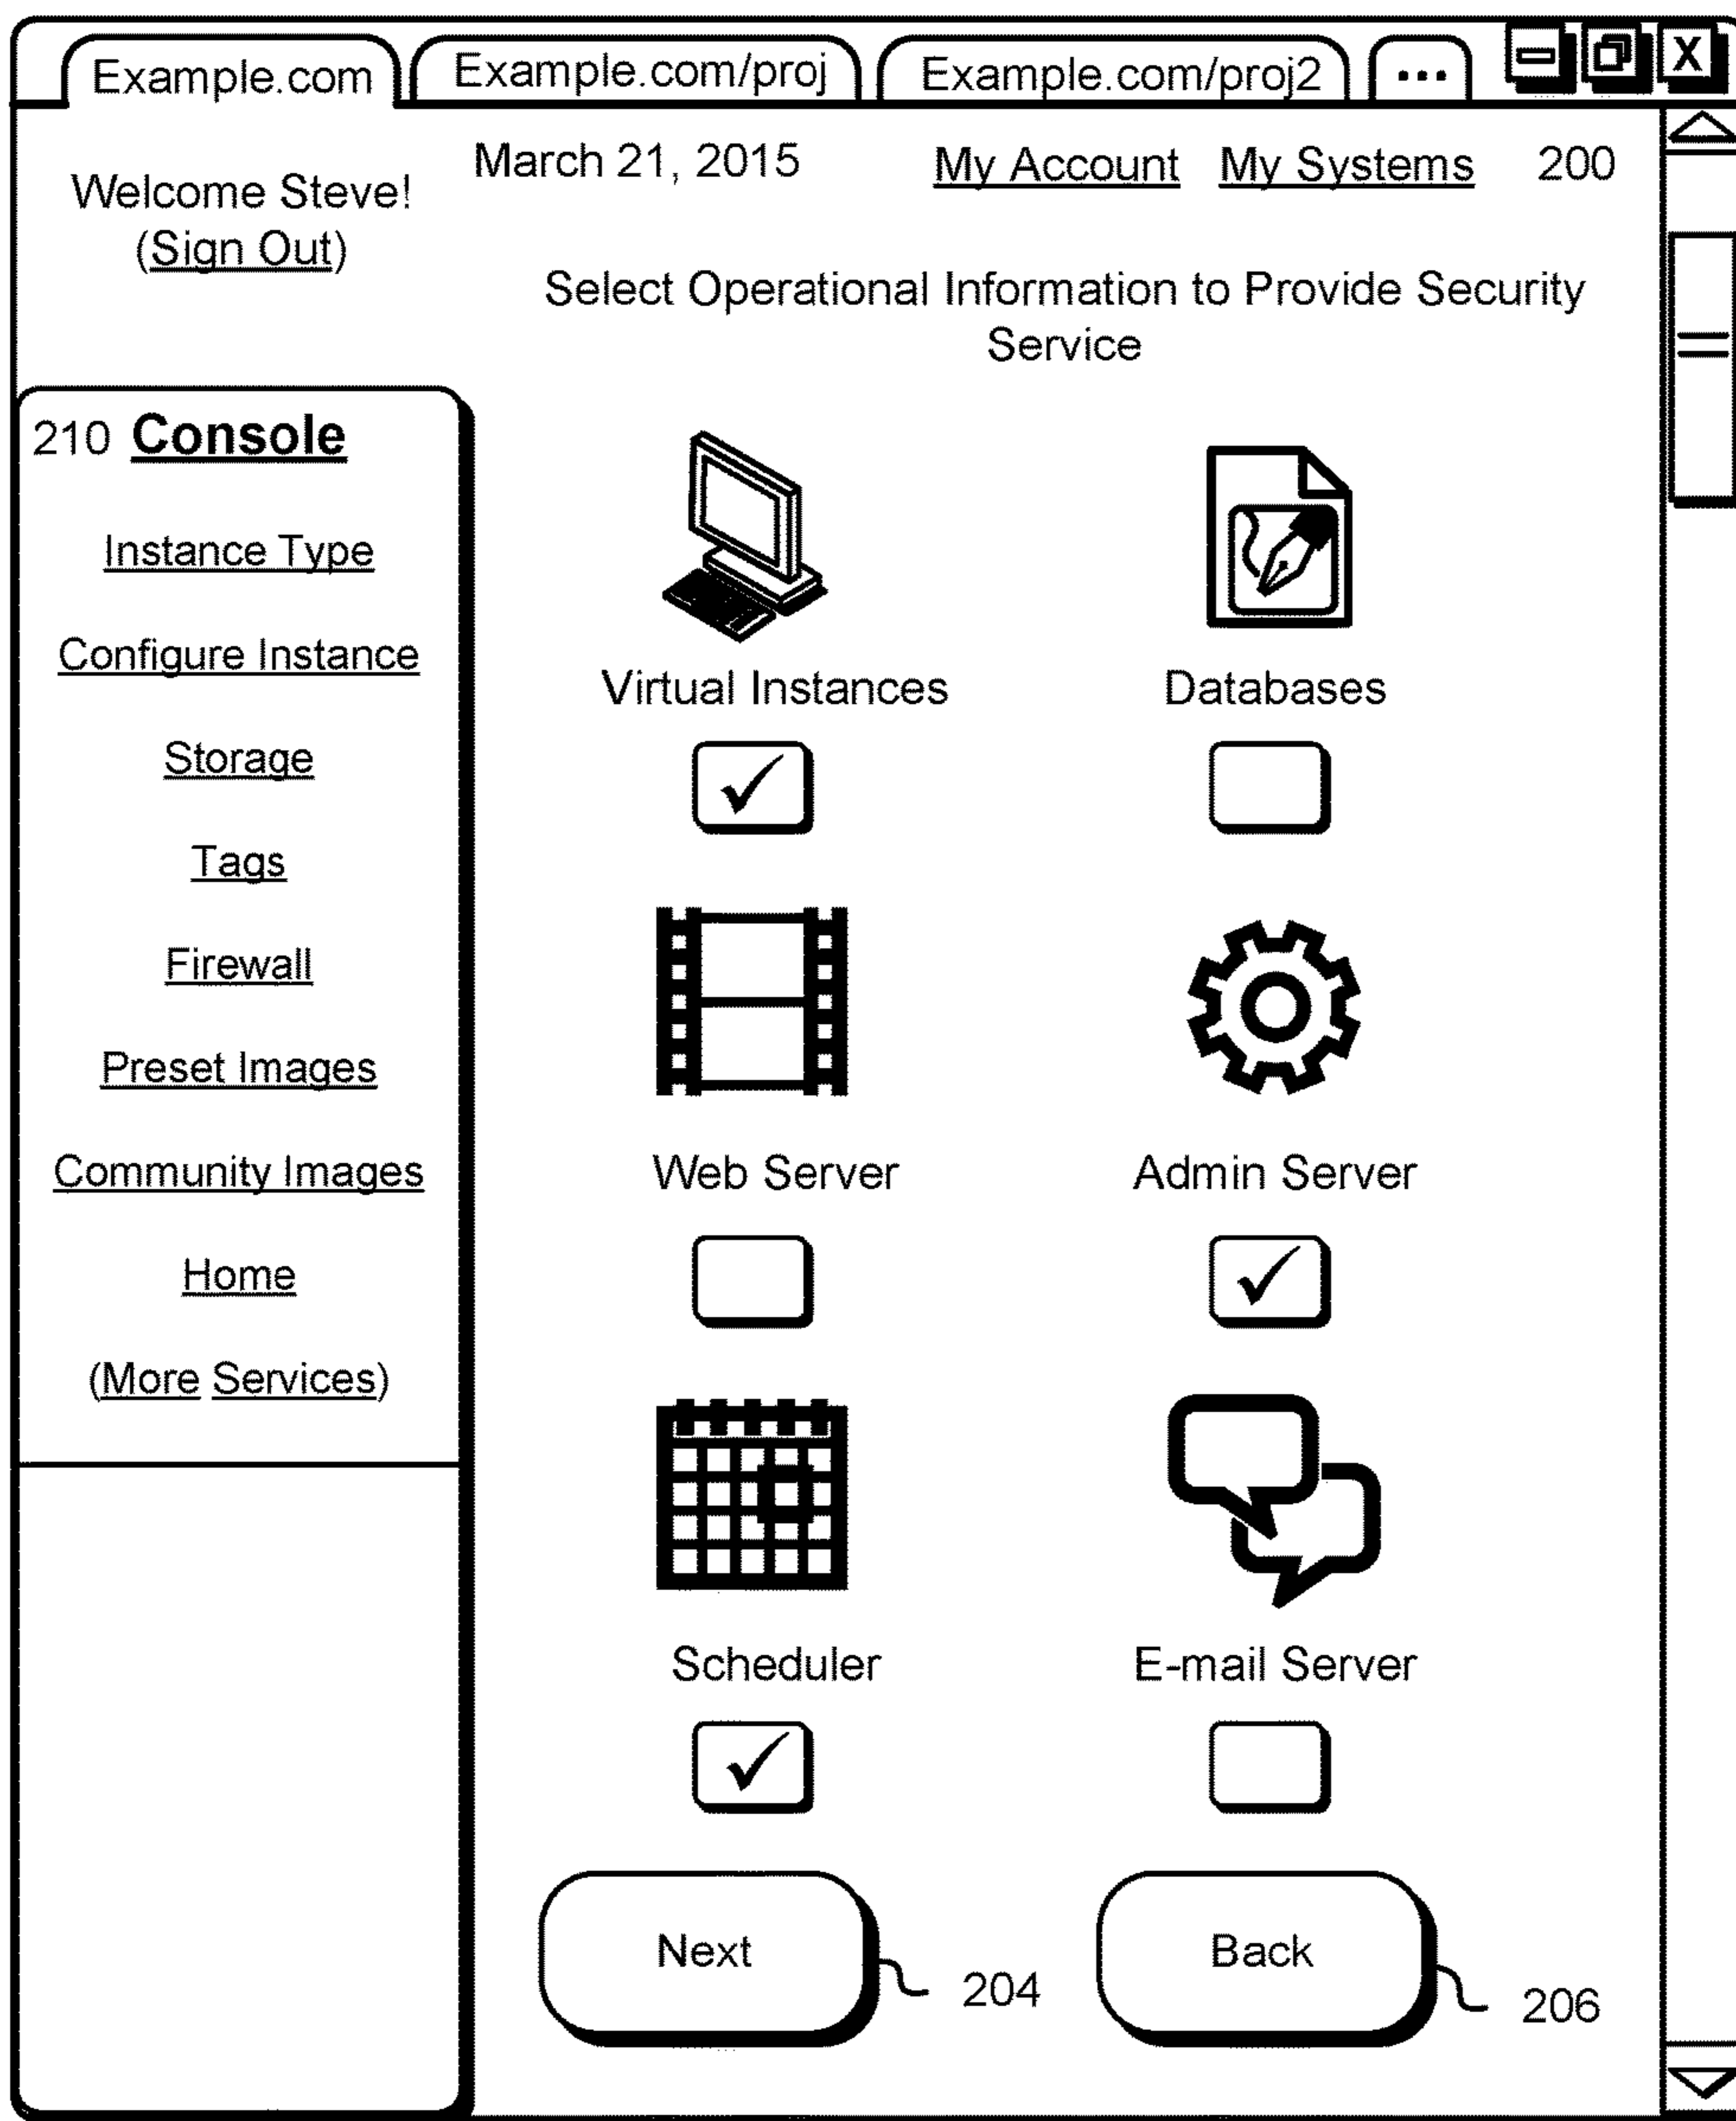 Example.com
Example.com/proj
Example.com/proj2
...
X
Welcome Steve!
(Sign Out)
March 21, 2015
My Account My Systems 200
Select Operational Information to Provide Security
Service
210 Console
Instance Type
Configure Instance
Storage
Tags
Firewall
Preset Images
Community Images
Home
(More Services)
Virtual Instances
Databases
Web Server
Admin Server
Scheduler
E-mail Server
Next
204
Back
206